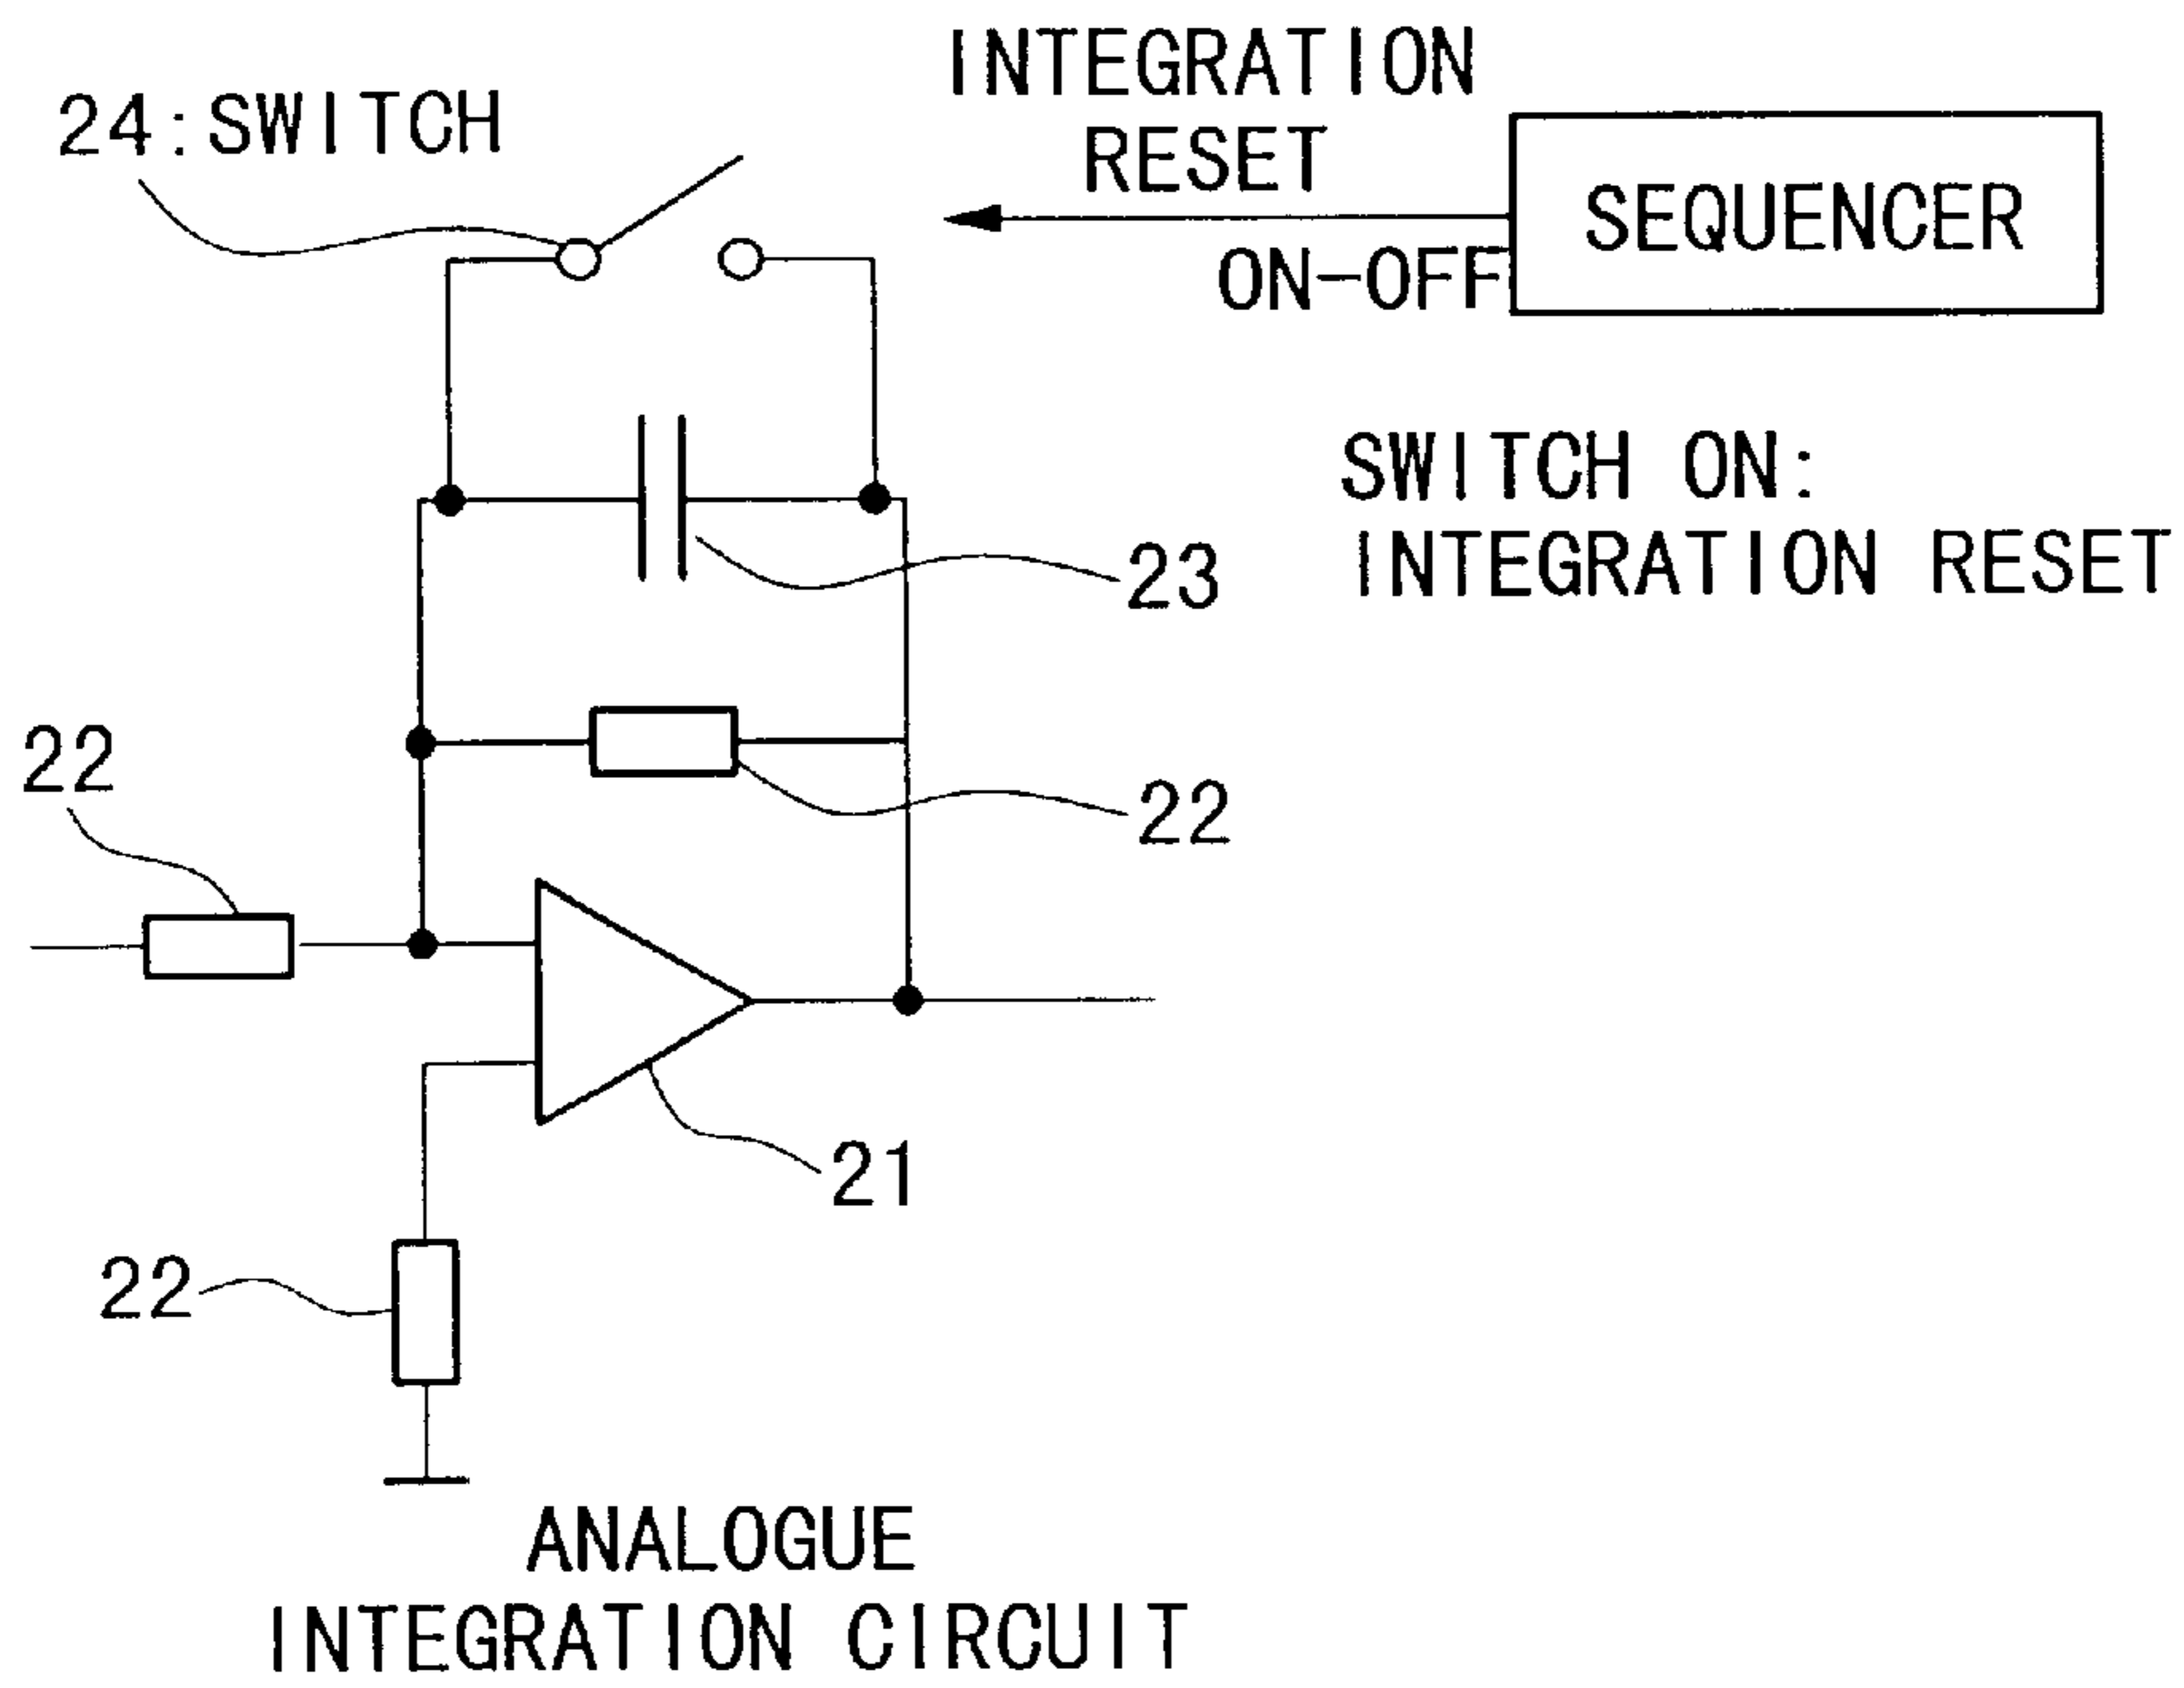 INTEGRATION
RESET
24:SWITCH
SEQUENCER
ON-OFF
SWITCH ON:
INTEGRATION RESET
23
22
22
22
21
ANALOGUE
INTEGRATION CIRCUIT